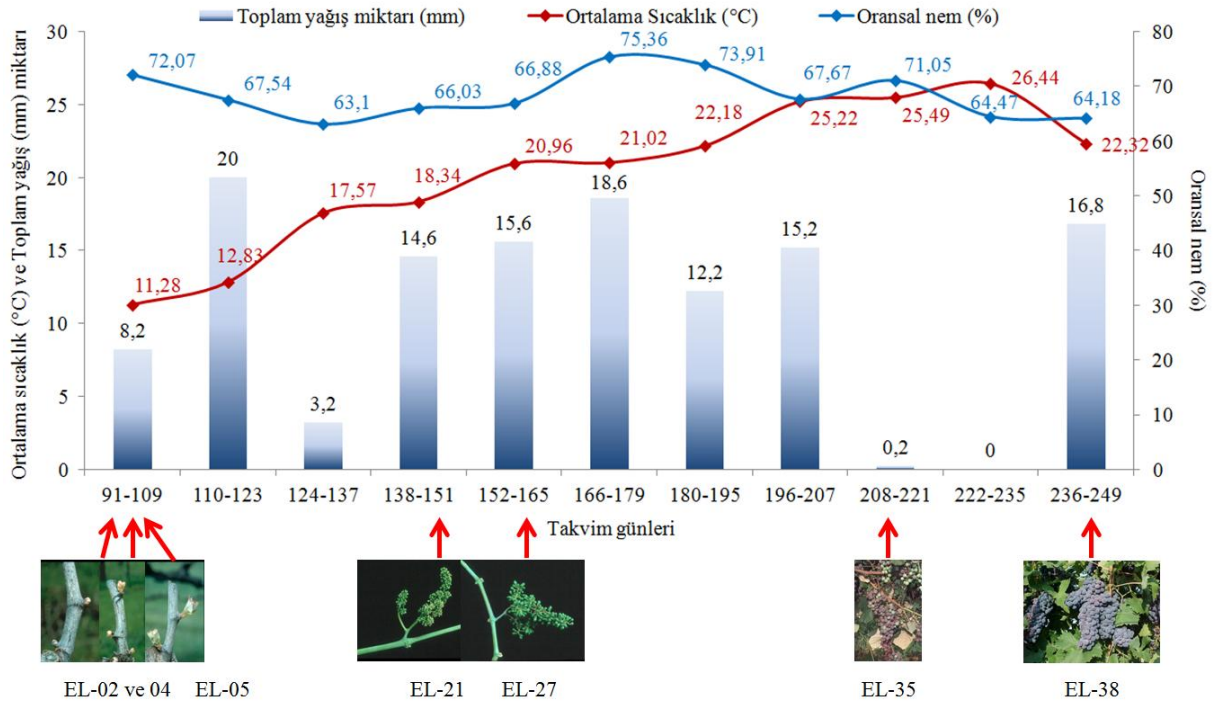 Toplam yağış miktarı (mm) Ortalama Sıcaklık (°C) Oransal nem (%)
Ortalama sıcaklık (°C) ve Toplam yağış (mm) miktarı
30
25
20
15
10
5
0
72,07 67,54 63,1 66,03 66,88 75,36 73,91 67,67 71,05 64,47 64,18
11,28 12,83 17,57 18,34 20,96 21,02 22,18 25,22 25,49 26,44 22,32
8,2 20 3,2 14,6 15,6 18,6 12,2 15,2 0,2 0 16,8
80
70
60
50
40
30
20
10
0
Oransal nem (%)
91-109 110-123 124-137 138-151 152-165 166-179 180-195 196-207 208-221 222-235 236-249
Takvim günleri
EL-02 ve 04 EL-05 EL-21 EL-27 EL-35 EL-38